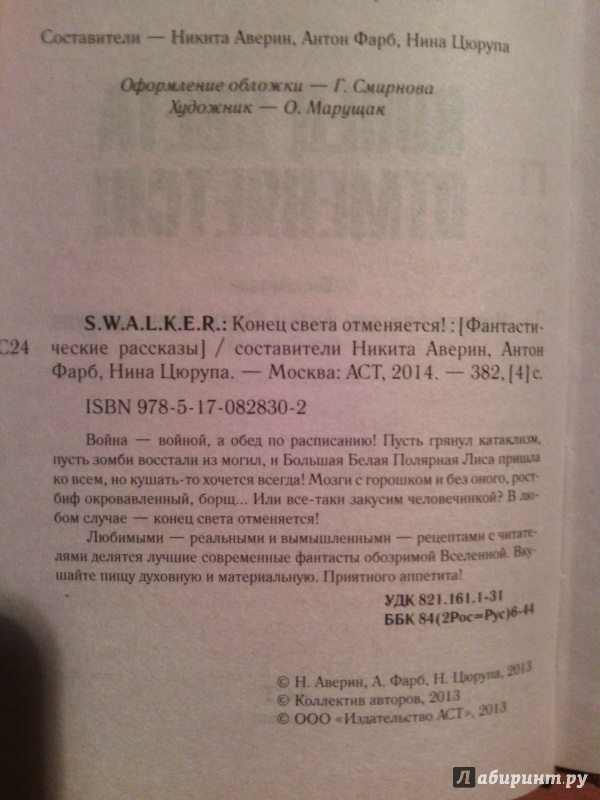 Составители — Никита Аверин, Антон Фарб, Нина Цюрупа
Оформление обложки — Г. Смирнова
Художник — О. Марущак
ОТМЕНЯЕТСЯ!
S.W.A.L.K.E.R.: Конец света отменяется! : [Фантасти-
С24 ческие рассказы] / составители Никита Аверин, Антон
Фарб, Нина Цюрупа. — Москва: АСТ, 2014. — 382, [4] с.
ISBN 978-5-17-082830-2
Война — войной, а обед по расписанию! Пусть грянул катаклизм,
пусть зомби восстали из могил, и Большая Белая Полярная Лиса пришла
ко всем, но кушать-то хочется всегда! Мозги с горошком и без оного, рост-
биф окровавленный, борщ... Или все-таки закусим человечинкой? В лю-
бом случае — конец света отменяется!
Любимыми — реальными и вымышленными — рецептами с читате-
лями делятся лучшие современные фантасты обозримой Вселенной. Вку-
шайте пищу духовную и материальную. Приятного аппетита!
УДК 821.161.1-31
ББК 84(2Рос=Рус)6-44
© Н. Аверин, А. Фарб, Н. Цюрупа, 2013
© Коллектив авторов, 2013
© ООО «Издательство АСТ», 2013
Лабиринт.ру